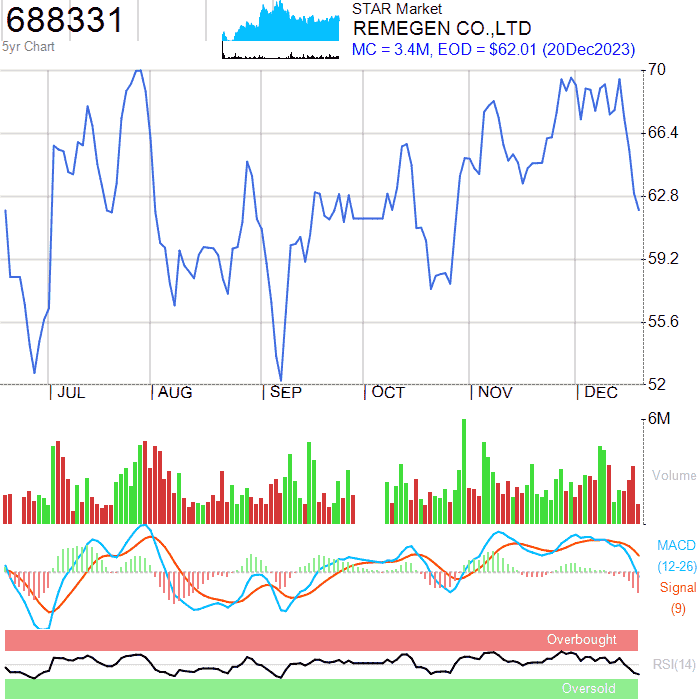 688331
5yr Chart
STAR Market
REMEGEN CO.,LTD
MC = 3.4M, EOD = $62.01 (20Dec2023)
70
66.4
62.8
59.2
55.6
52
JUL AUG SEP OCT NOV DEC
6M
Volume
MACD
(12-26)
Signal
(9)
Overbought
RSI(14)
Oversold